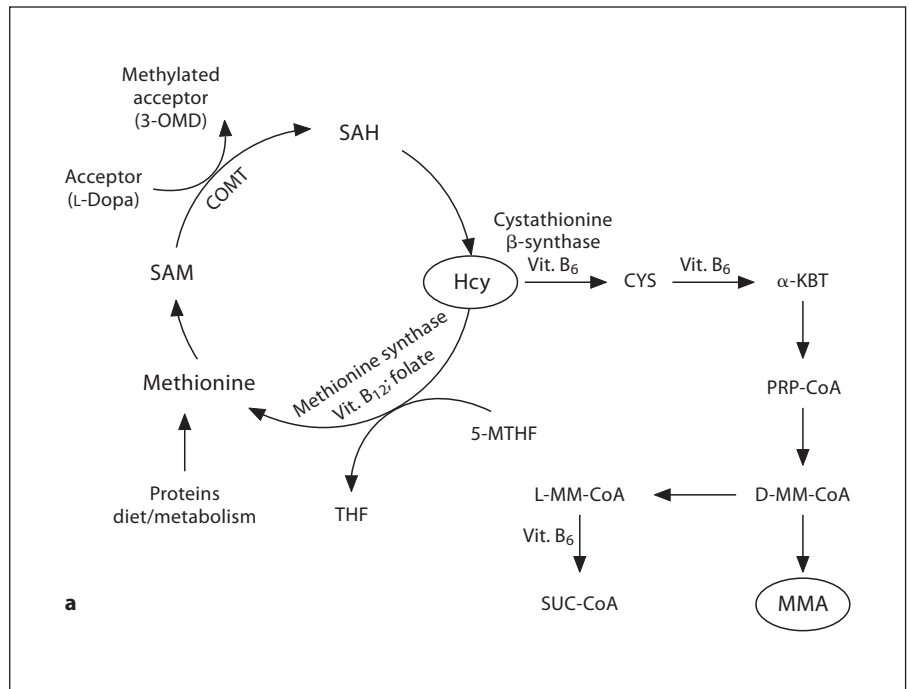 Methylated
acceptor
(3-OMD)
SAH
Acceptor
(L-Dopa)
COMT
Cystathionine
β-synthase
Vit. B₆
Vit. B₆
SAM
Hcy
CYS
α-KBT
Methionine synthase
Vit. B₁₂; folate
Methionine
PRP-CoA
5-MTHF
Proteins
diet/metabolism
THF
L-MM-CoA
D-MM-CoA
Vit. B₆
a
SUC-CoA
MMA